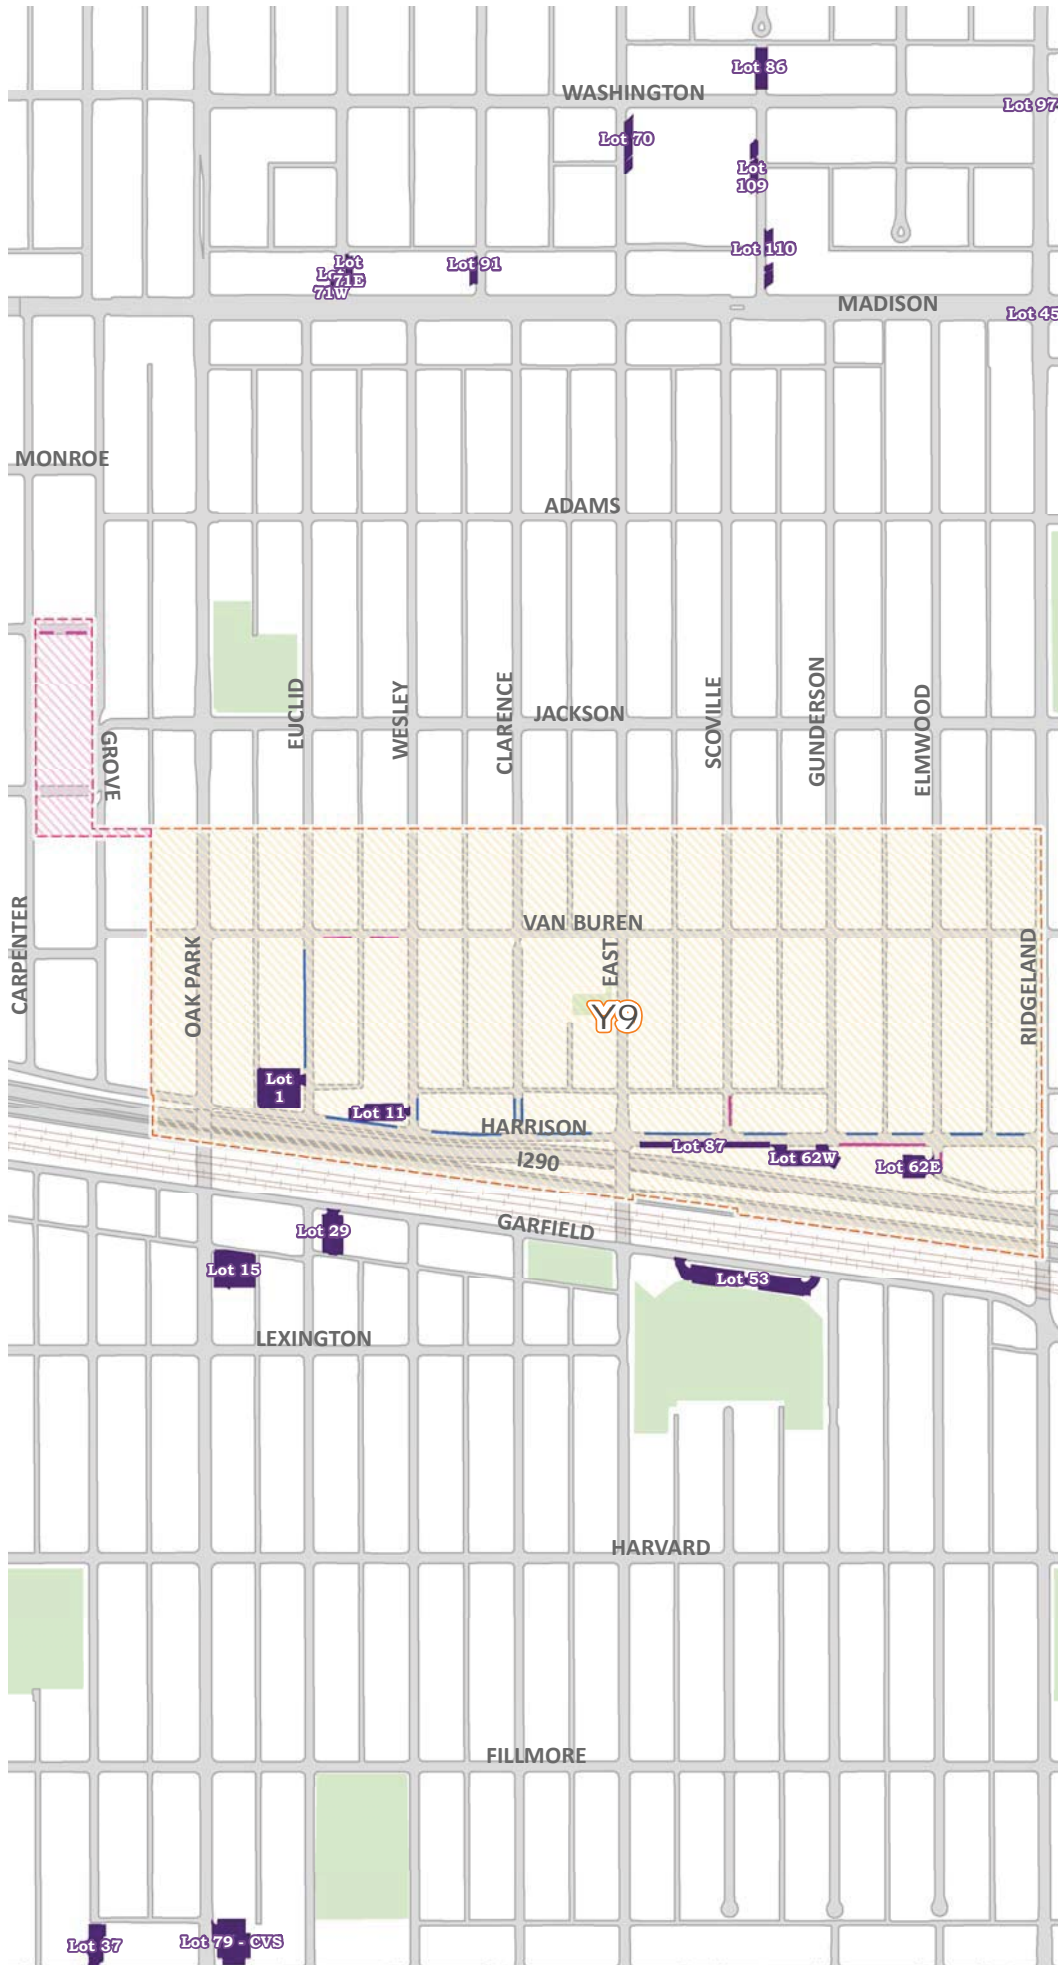 Lot 86
WASHINGTON
Lot 97
Lot 70
Lot
109
Lot 110
Lot
71E
Lot
71W
Lot 91
MADISON
Lot 45
MONROE
ADAMS
EUCLID
WESLEY
CLARENCE
JACKSON
SCOVILLE
GUNDERSON
ELMWOOD
GROVE
CARPENTER
OAK PARK
VAN BUREN
EAST
RIDGELAND
Y9
Lot
1
Lot 11
HARRISON
I290
Lot 87
Lot 62W
Lot 62E
Lot 29
GARFIELD
Lot 15
Lot 53
LEXINGTON
HARVARD
FILLMORE
Lot 37
Lot 79 - CVS